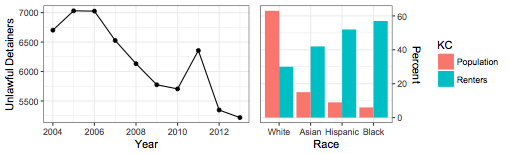 7000
6500
6000
5500
Unlawful Detainers
2004 2006 2008 2010 2012
Year
60
40
20
0
Percent
White Asian Hispanic Black
Race
KC
Population
Renters